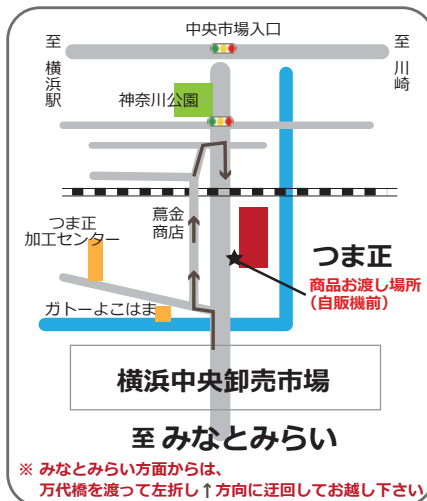 中央市場入口
至 横浜駅
至 川崎
神奈川公園
蔦金
商店
つま正
加工センター
つま正
商品お渡し場所
（自販機前）
ガトーよこはま
横浜中央卸売市場
至 みなとみらい
※ みなとみらい方面からは、
万代橋を渡って左折し↑方向に迂回してお越し下さい。